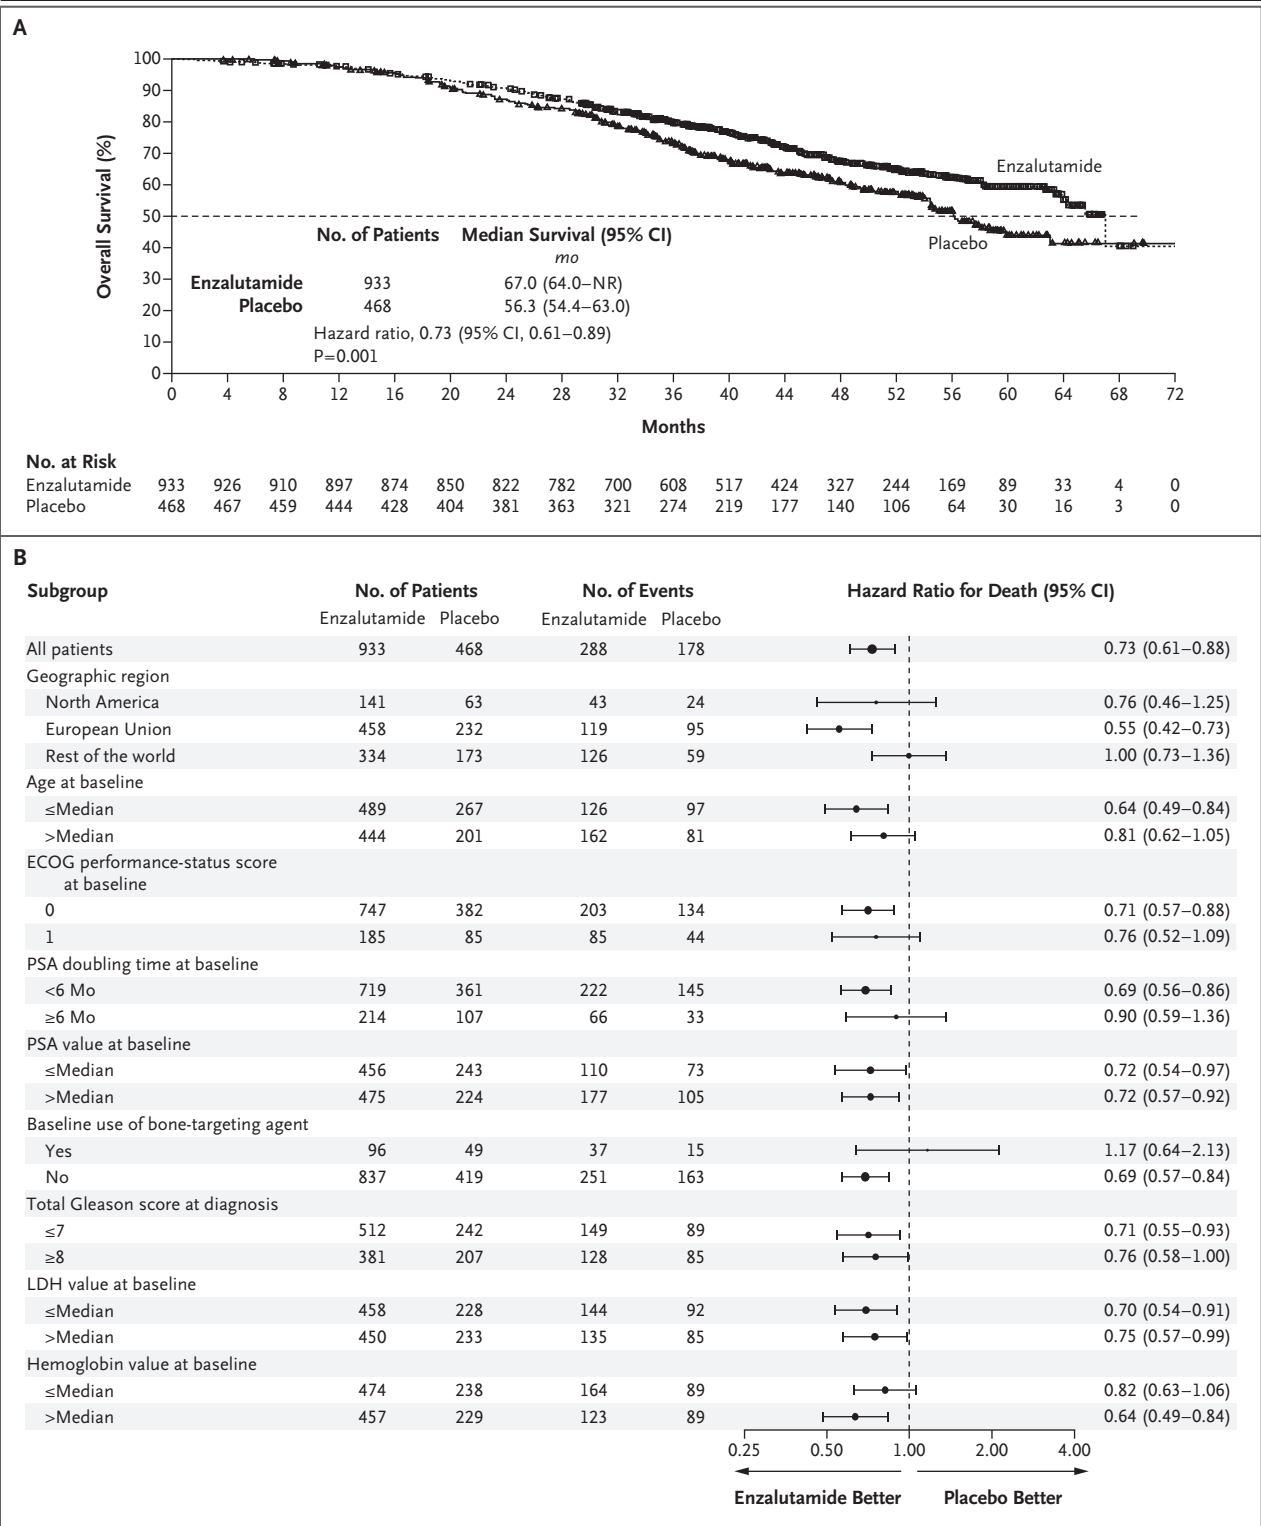 A
100
90
80
70
60
50
40
30
20
10
0
Overall Survival (%)
Enzalutamide
Placebo
No. of Patients Median Survival (95% CI)
mo
Enzalutamide 933 67.0 (64.0–NR)
Placebo 468 56.3 (54.4–63.0)
Hazard ratio, 0.73 (95% CI, 0.61–0.89)
P=0.001
0 4 8 12 16 20 24 28 32 36 40 44 48 52 56 60 64 68 72
Months
No. at Risk
Enzalutamide 933 926 910 897 874 850 822 782 700 608 517 424 327 244 169 89 33 4 0
Placebo 468 467 459 444 428 404 381 363 321 274 219 177 140 106 64 30 16 3 0
B
Subgroup No. of Patients No. of Events Hazard Ratio for Death (95% CI)
Enzalutamide Placebo Enzalutamide Placebo
All patients 933 468 288 178 0.73 (0.61–0.88)
Geographic region
North America 141 63 43 24 0.76 (0.46–1.25)
European Union 458 232 119 95 0.55 (0.42–0.73)
Rest of the world 334 173 126 59 1.00 (0.73–1.36)
Age at baseline
≤Median 489 267 126 97 0.64 (0.49–0.84)
>Median 444 201 162 81 0.81 (0.62–1.05)
ECOG performance-status score
at baseline
0 747 382 203 134 0.71 (0.57–0.88)
1 185 85 85 44 0.76 (0.52–1.09)
PSA doubling time at baseline
<6 Mo 719 361 222 145 0.69 (0.56–0.86)
≥6 Mo 214 107 66 33 0.90 (0.59–1.36)
PSA value at baseline
≤Median 456 243 110 73 0.72 (0.54–0.97)
>Median 475 224 177 105 0.72 (0.57–0.92)
Baseline use of bone-targeting agent
Yes 96 49 37 15 1.17 (0.64–2.13)
No 837 419 251 163 0.69 (0.57–0.84)
Total Gleason score at diagnosis
≤7 512 242 149 89 0.71 (0.55–0.93)
≥8 381 207 128 85 0.76 (0.58–1.00)
LDH value at baseline
≤Median 458 228 144 92 0.70 (0.54–0.91)
>Median 450 233 135 85 0.75 (0.57–0.99)
Hemoglobin value at baseline
≤Median 474 238 164 89 0.82 (0.63–1.06)
>Median 457 229 123 89 0.64 (0.49–0.84)
0.25 0.50 1.00 2.00 4.00
Enzalutamide Better Placebo Better